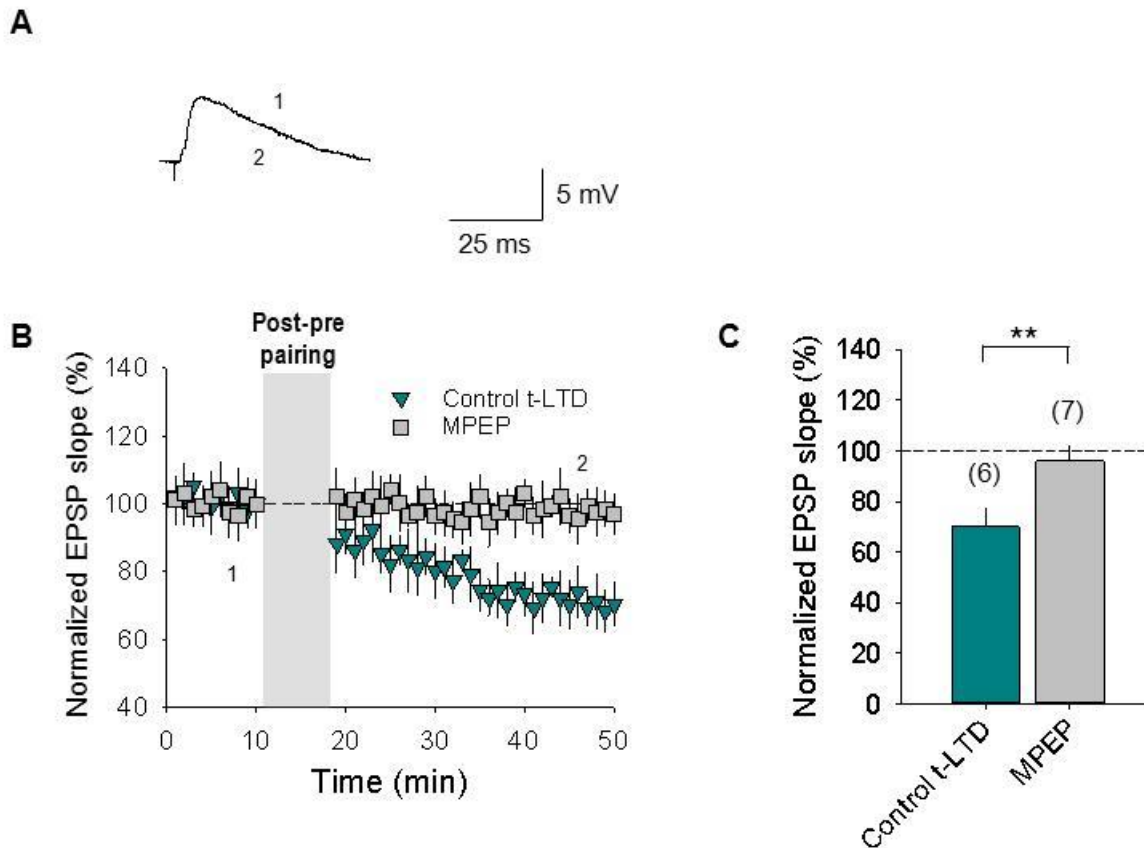 A
1
2
5 mV
25 ms
B
Post-pre
pairing
Normalized EPSP slope (%)
140
120
100
80
60
40
Control t-LTD
MPEP
2
1
0
10
20
30
40
50
Time (min)
C
**
Normalized EPSP slope (%)
140
120
100
80
60
40
20
0
(7)
(6)
Control t-LTD
MPEP